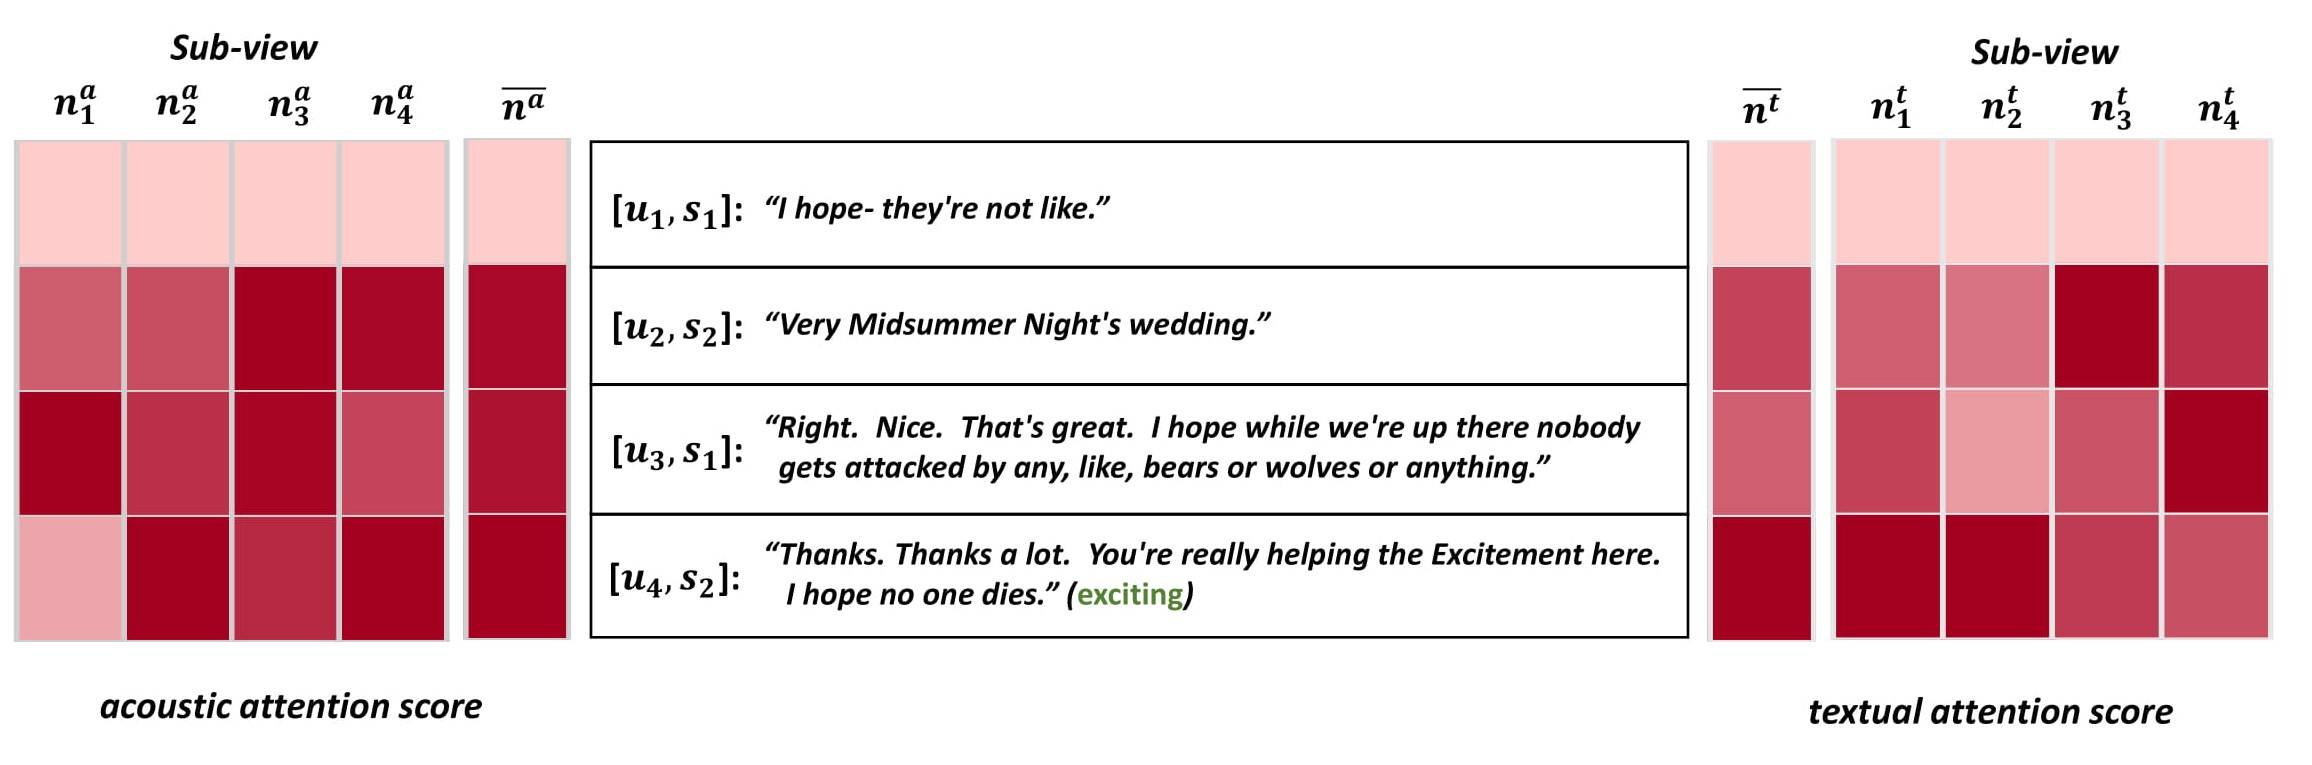 Sub-view
n₁ᵃ n₂ᵃ n₃ᵃ n₄ᵃ n̅ᵃ̅
[u₁, s₁]: “I hope- they're not like.”
[u₂, s₂]: “Very Midsummer Night's wedding.”
[u₃, s₁]: “Right. Nice. That's great. I hope while we're up there nobody
gets attacked by any, like, bears or wolves or anything.”
[u₄, s₂]: “Thanks. Thanks a lot. You're really helping the Excitement here.
I hope no one dies.” (exciting)
Sub-view
n̅ᵗ̅ n₁ᵗ n₂ᵗ n₃ᵗ n₄ᵗ
acoustic attention score
textual attention score